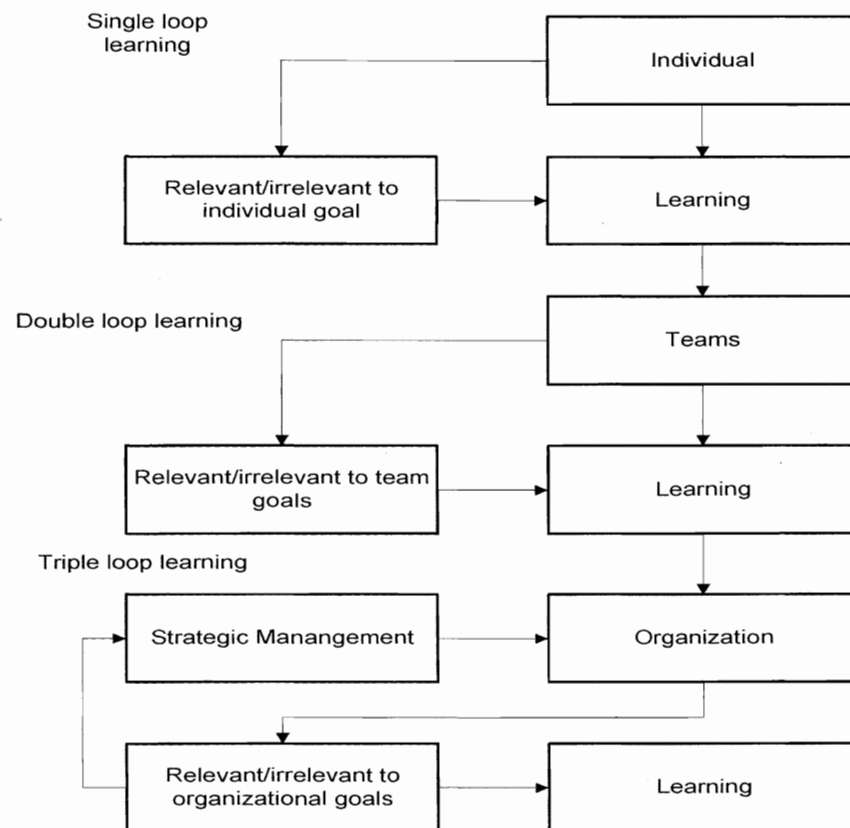 Single loop
learning
Individual
Relevant/irrelevant to
individual goal
Learning
Double loop learning
Teams
Relevant/irrelevant to team
goals
Learning
Triple loop learning
Strategic Manangement
Organization
Relevant/irrelevant to
organizational goals
Learning